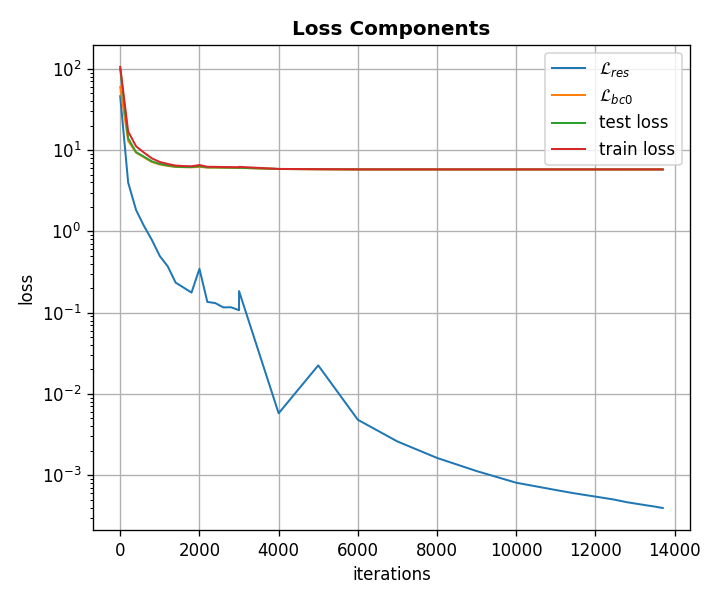 Loss Components
10^2
10^1
10^0
10^-1
10^-2
10^-3
loss
ℒ_res
ℒ_bc0
test loss
train loss
0 2000 4000 6000 8000 10000 12000 14000
iterations